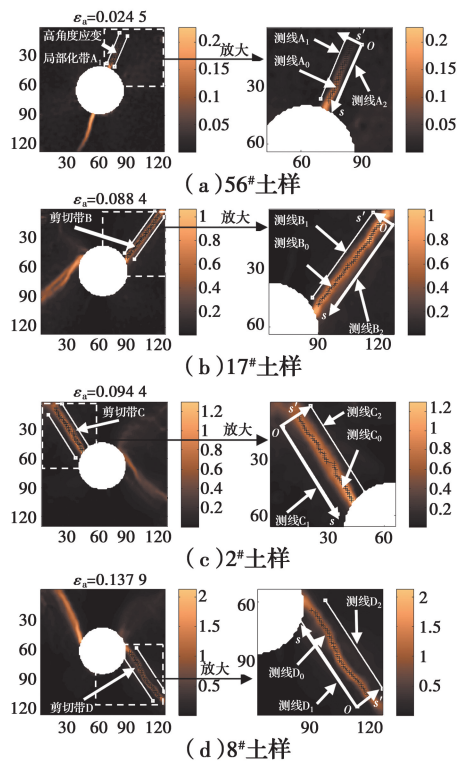 εa=0.024 5
30
60
90
120
30 60 90 120
高角度应变
局部化带A1
0.2
0.15
0.1
0.05
放大
30
60
60 90
测线A1
测线A0
测线A2
s′
O
s
0.2
0.15
0.1
0.05
(a)56#土样
εa=0.088 4
30
60
90
120
30 60 90 120
剪切带B
1
0.8
0.6
0.4
0.2
放大
30
60
90 120
测线B1
测线B0
测线B2
s′
O
s
1
0.8
0.6
0.4
0.2
(b)17#土样
εa=0.094 4
30
60
90
120
30 60 90 120
剪切带C
1.2
1
0.8
0.6
0.4
0.2
放大
30
60
30 60
s′
O
测线C2
测线C0
测线C1
s
1.2
1
0.8
0.6
0.4
0.2
(c)2#土样
εa=0.137 9
30
60
90
120
30 60 90 120
剪切带D
2
1.5
1
0.5
放大
60
90
90 120
测线D2
s
测线D0
测线D1
O
s′
2
1.5
1
0.5
(d)8#土样